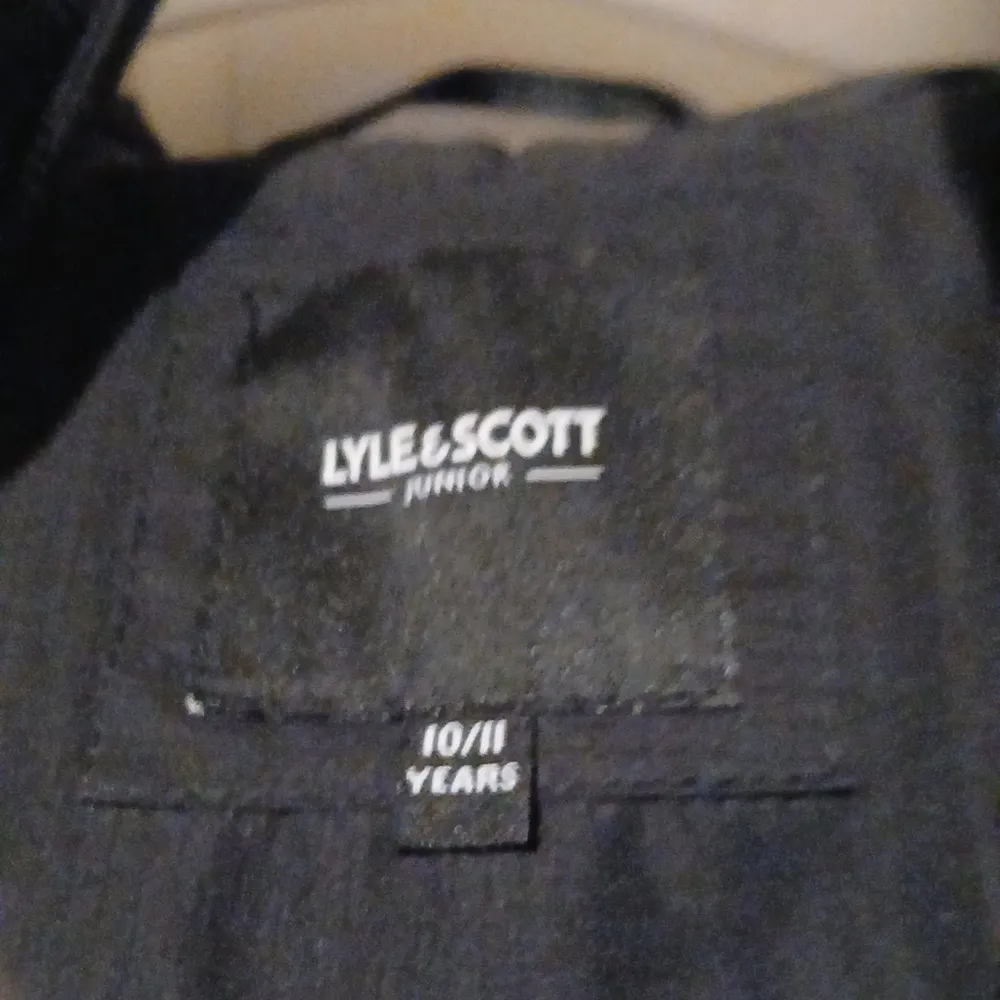 LYLE & SCOTT
JUNIOR
10/11
YEARS